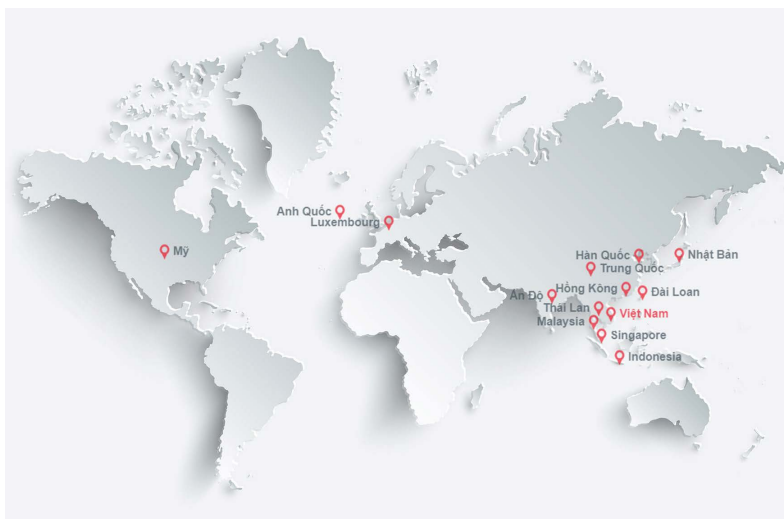 Anh Quốc
Luxembourg
Mỹ
Hàn Quốc
Nhật Bản
Trung Quốc
Hồng Kông
Đài Loan
Ấn Độ
Thái Lan
Việt Nam
Malaysia
Singapore
Indonesia